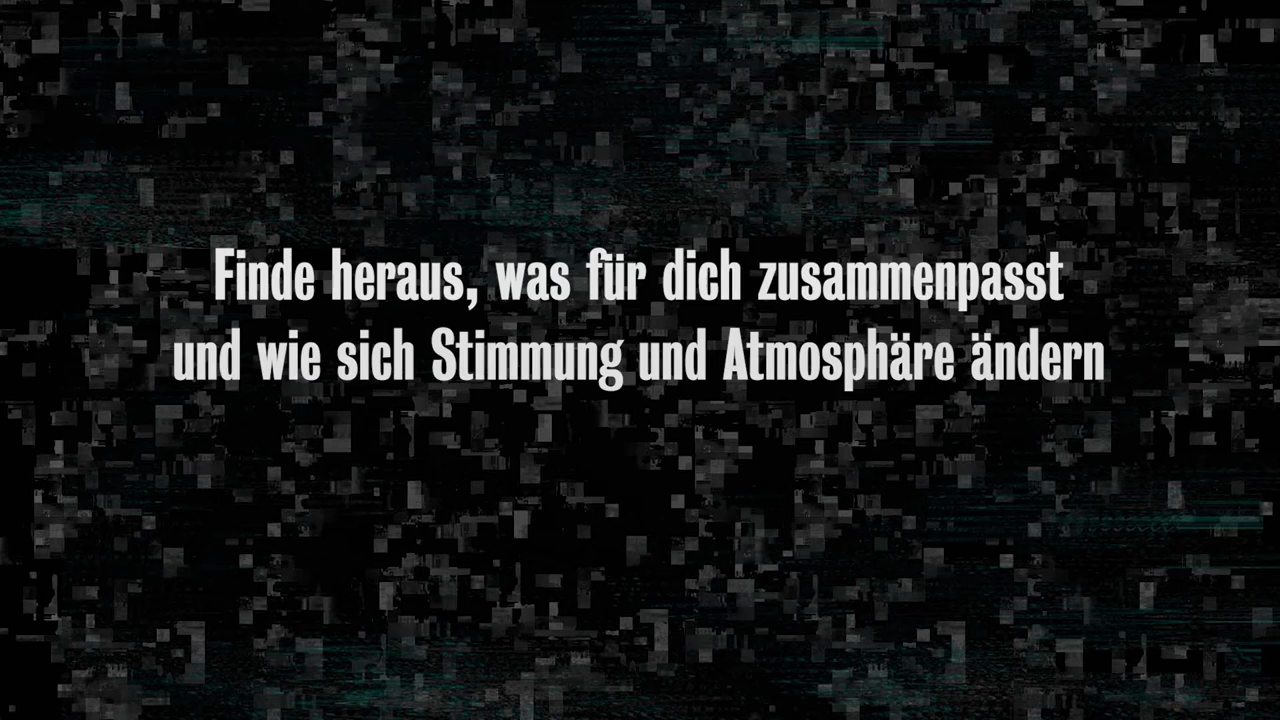 Finde heraus, was für dich zusammenpasst
und wie sich Stimmung und Atmosphäre ändern